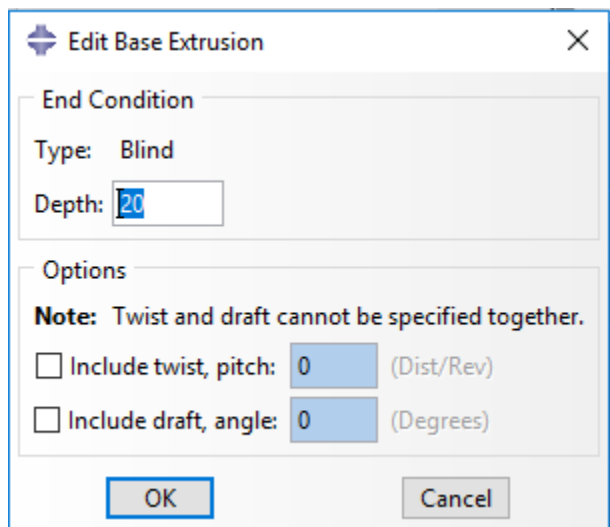 Edit Base Extrusion
End Condition
Type: Blind
Depth: 20
Options
Note: Twist and draft cannot be specified together.
Include twist, pitch: 0 (Dist/Rev)
Include draft, angle: 0 (Degrees)
OK Cancel